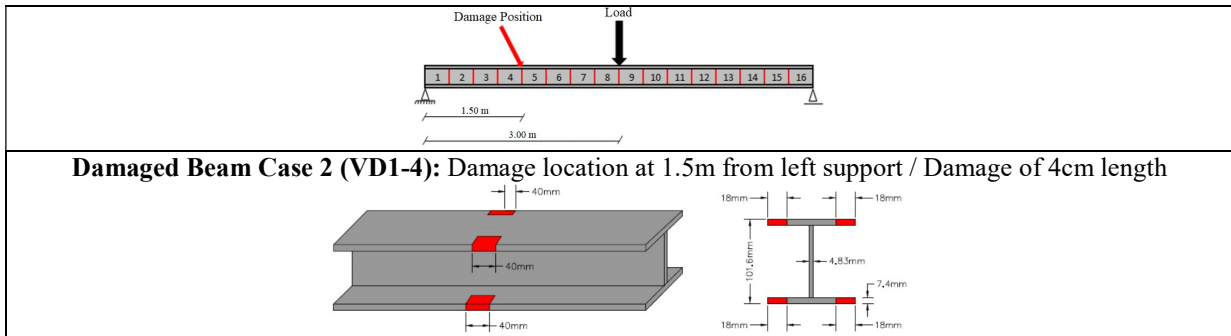 Damage Position
Load
1 2 3 4 5 6 7 8 9 10 11 12 13 14 15 16
1.50 m
3.00 m
Damaged Beam Case 2 (VD1-4): Damage location at 1.5m from left support / Damage of 4cm length
40mm
18mm
18mm
4.83mm
101.6mm
7.4mm
40mm
18mm
18mm
40mm